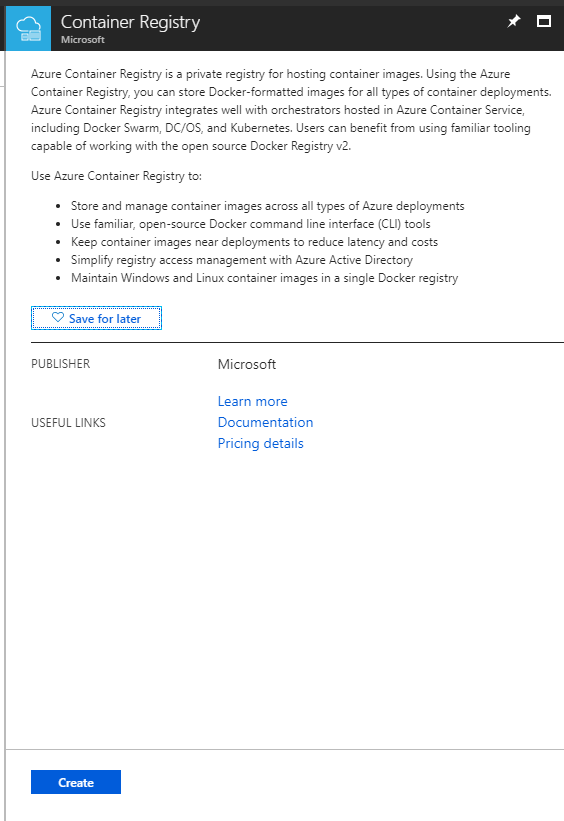 Container Registry
Microsoft
Azure Container Registry is a private registry for hosting container images. Using the Azure
Container Registry, you can store Docker-formatted images for all types of container deployments.
Azure Container Registry integrates well with orchestrators hosted in Azure Container Service,
including Docker Swarm, DC/OS, and Kubernetes. Users can benefit from using familiar tooling
capable of working with the open source Docker Registry v2.
Use Azure Container Registry to:
• Store and manage container images across all types of Azure deployments
• Use familiar, open-source Docker command line interface (CLI) tools
• Keep container images near deployments to reduce latency and costs
• Simplify registry access management with Azure Active Directory
• Maintain Windows and Linux container images in a single Docker registry
Save for later
PUBLISHER Microsoft
Learn more
USEFUL LINKS Documentation
Pricing details
Create